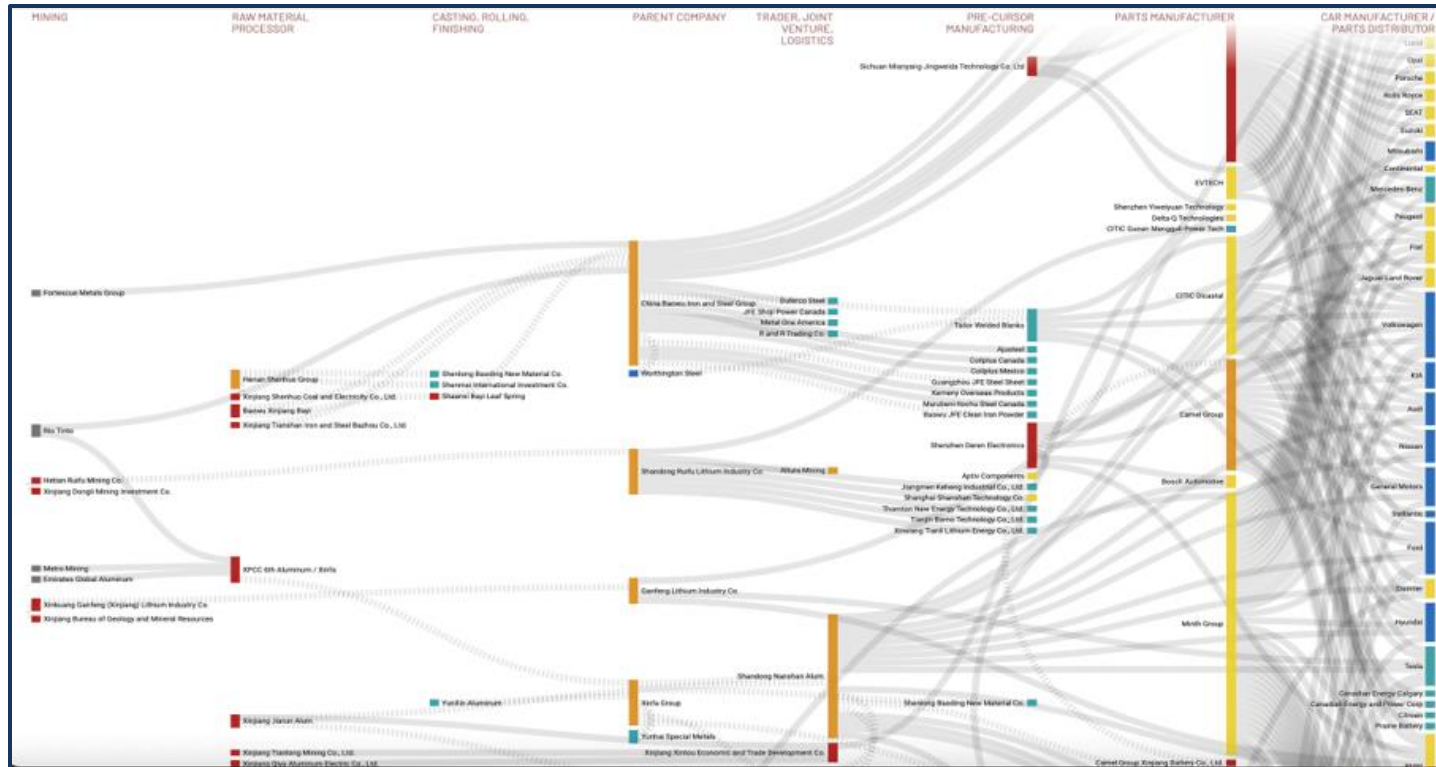 MINING
RAW MATERIAL
PROCESSOR
CASTING, ROLLING,
FINISHING
PARENT COMPANY
TRADER, JOINT
VENTURE,
LOGISTICS
PRE-CURSOR
MANUFACTURING
PARTS MANUFACTURER
CAR MANUFACTURER /
PARTS DISTRIBUTOR
Fortescue Metals Group
Rio Tinto
Hetian Ruifu Mining Co.
Xinjiang Dongli Mining Investment Co.
Metro Mining
Emirates Global Aluminum
Xinkuang Ganfeng (Xinjiang) Lithium Industry Co.
Xinjiang Bureau of Geology and Mineral Resources
Henan Shenhuo Group
Xinjiang Shenhuo Coal and Electricity Co., Ltd.
Baowu Xinjiang Bayi
Xinjiang Tianshan Iron and Steel Bazhou Co., Ltd.
XPCC 6th Aluminum / Xinfa
Xinjiang Joinrun Alum.
Xinjiang Tianlong Mining Co., Ltd.
Xinjiang Qiya Aluminum Electric Co., Ltd.
Shenlong Baoding New Material Co.
Shenmai International Investment Co.
Shaanxi Bayi Leaf Spring
YunXin Aluminum
China Baowu Iron and Steel Group
Worthington Steel
Shandong Ruifu Lithium Industry Co.
Ganfeng Lithium Industry Co.
Xinfa Group
Yunhai Special Metals
Duferco Steel
JFE Shoji Power Canada
Metal One America
R and R Trading Co.
Altura Mining
Shandong Nanshan Alum.
Xinjiang Xintou Economic and Trade Development Co.
Sichuan Mianyang Jingweida Technology Co. Ltd
Tailor Welded Blanks
Ajusteel
Coilplus Canada
Coilplus Mexico
Guangzhou JFE Steel Sheet
Kemeny Overseas Products
Marubeni Itochu Steel Canada
Baowu JFE Clean Iron Powder
Shenzhen Deren Electronics
Aptiv Components
Jiangmen Keheng Industrial Co., Ltd.
Shanghai Shanshan Technology Co.
Thornton New Energy Technology Co., Ltd.
Tianjin Bamo Technology Co., Ltd.
Xinxiang Tianli Lithium Energy Co., Ltd.
Shenlong Baoding New Material Co.
EVTECH
Shenzhen Yiweiyuan Technology
Delta-Q Technologies
CITIC Guoan Mengguli Power Tech
CITIC Dicastal
Camel Group
Bosch Automotive
Minth Group
Camel Group Xinjiang Battery Co., Ltd.
Lucid
Opel
Porsche
Rolls Royce
SEAT
Suzuki
Mitsubishi
Continental
Mercedes-Benz
Peugeot
Fiat
Jaguar Land Rover
Volkswagen
KIA
Audi
Nissan
General Motors
Stellantis
Ford
Daimler
Hyundai
Tesla
Canadian Energy Calgary
Canadian Energy and Power Corp
Citroen
Prairie Battery